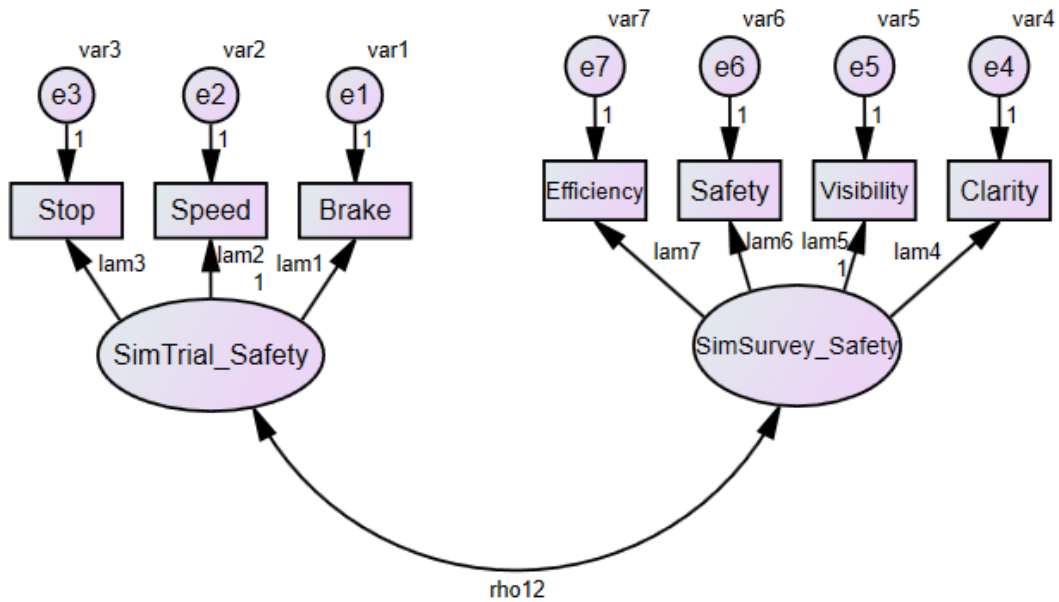 var3 var2 var1 var7 var6 var5 var4
e3 e2 e1 e7 e6 e5 e4
1 1 1 1 1 1 1
Stop Speed Brake Efficiency Safety Visibility Clarity
lam3 lam2 lam1 lam7 lam6 lam5 lam4
1 1
SimTrial_Safety SimSurvey_Safety
rho12